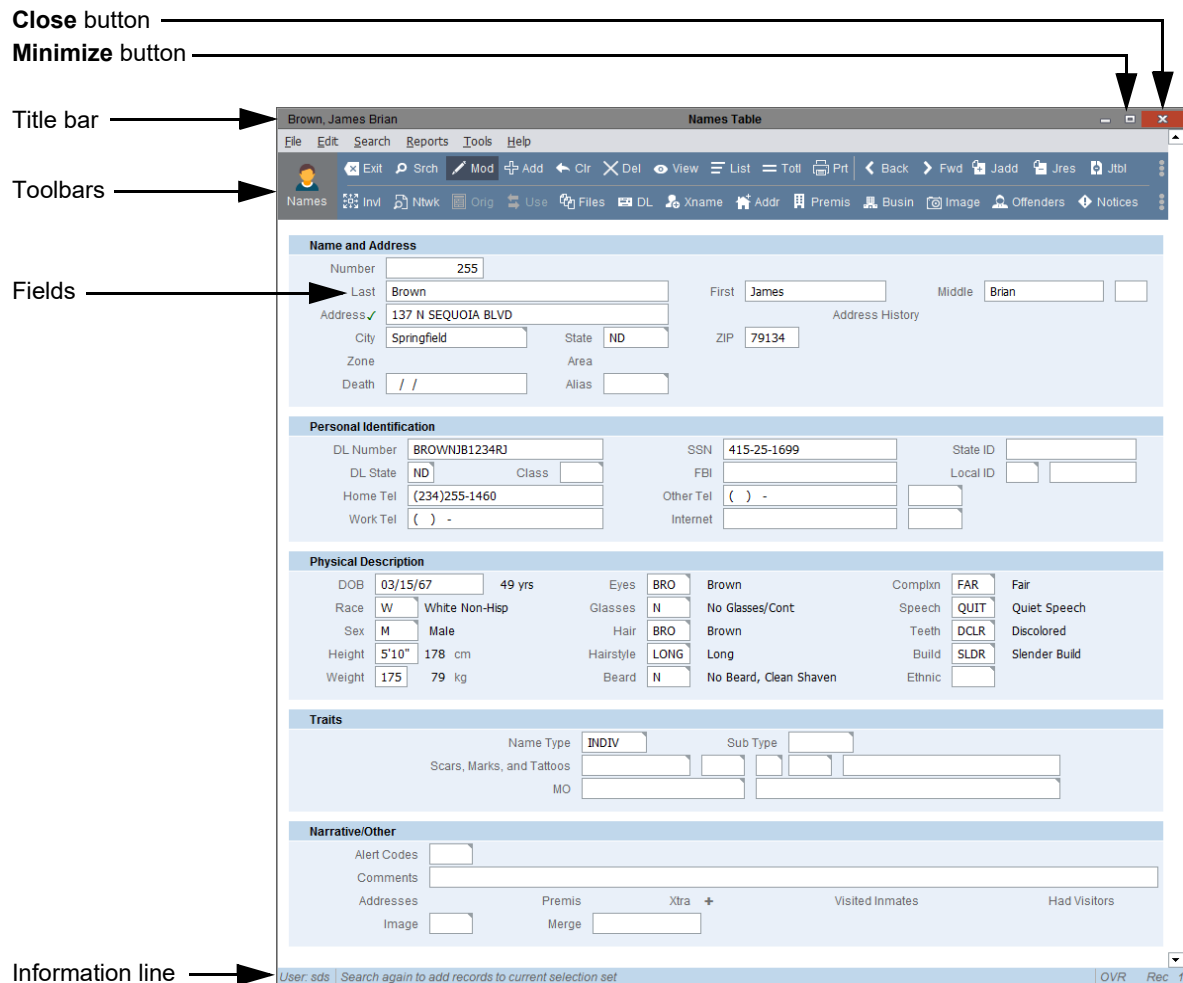 Close button
Minimize button
Title bar
Brown, James Brian Names Table
File Edit Search Reports Tools Help
Exit Srch Mod Add Clr Del View List Totl Prt Back Fwd Jadd Jres Jtbl
Toolbars
Names Invl Ntwk Orig Use Files DL Xname Addr Premis Busin Image Offenders Notices
Name and Address
Number 255
Fields
Last Brown First James Middle Brian
Address✓ 137 N SEQUOIA BLVD Address History
City Springfield State ND ZIP 79134
Zone Area
Death / / Alias
Personal Identification
DL Number BROWNJB1234RJ SSN 415-25-1699 State ID
DL State ND Class FBI Local ID
Home Tel (234)255-1460 Other Tel ( ) -
Work Tel ( ) - Internet
Physical Description
DOB 03/15/67 49 yrs Eyes BRO Brown Complxn FAR Fair
Race W White Non-Hisp Glasses N No Glasses/Cont Speech QUIT Quiet Speech
Sex M Male Hair BRO Brown Teeth DCLR Discolored
Height 5'10" 178 cm Hairstyle LONG Long Build SLDR Slender Build
Weight 175 79 kg Beard N No Beard, Clean Shaven Ethnic
Traits
Name Type INDIV Sub Type
Scars, Marks, and Tattoos
MO
Narrative/Other
Alert Codes
Comments
Addresses Premis Xtra + Visited Inmates Had Visitors
Image Merge
Information line
User: sds Search again to add records to current selection set OVR Rec 1